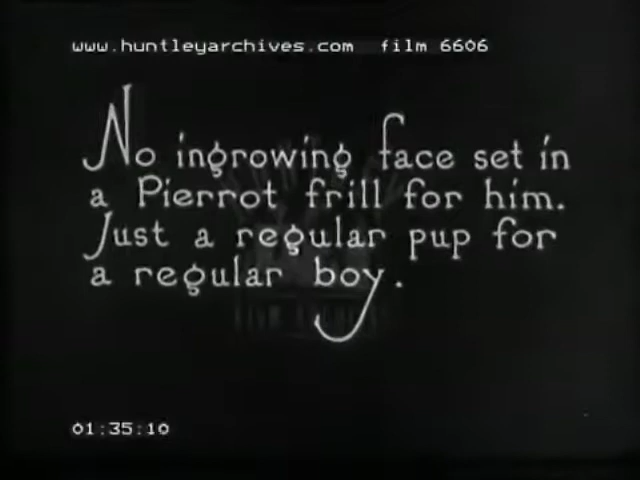 www.huntleyarchives.com film 6606
No ingrowing face set in
a Pierrot frill for him.
Just a regular pup for
a regular boy.
01:35:10